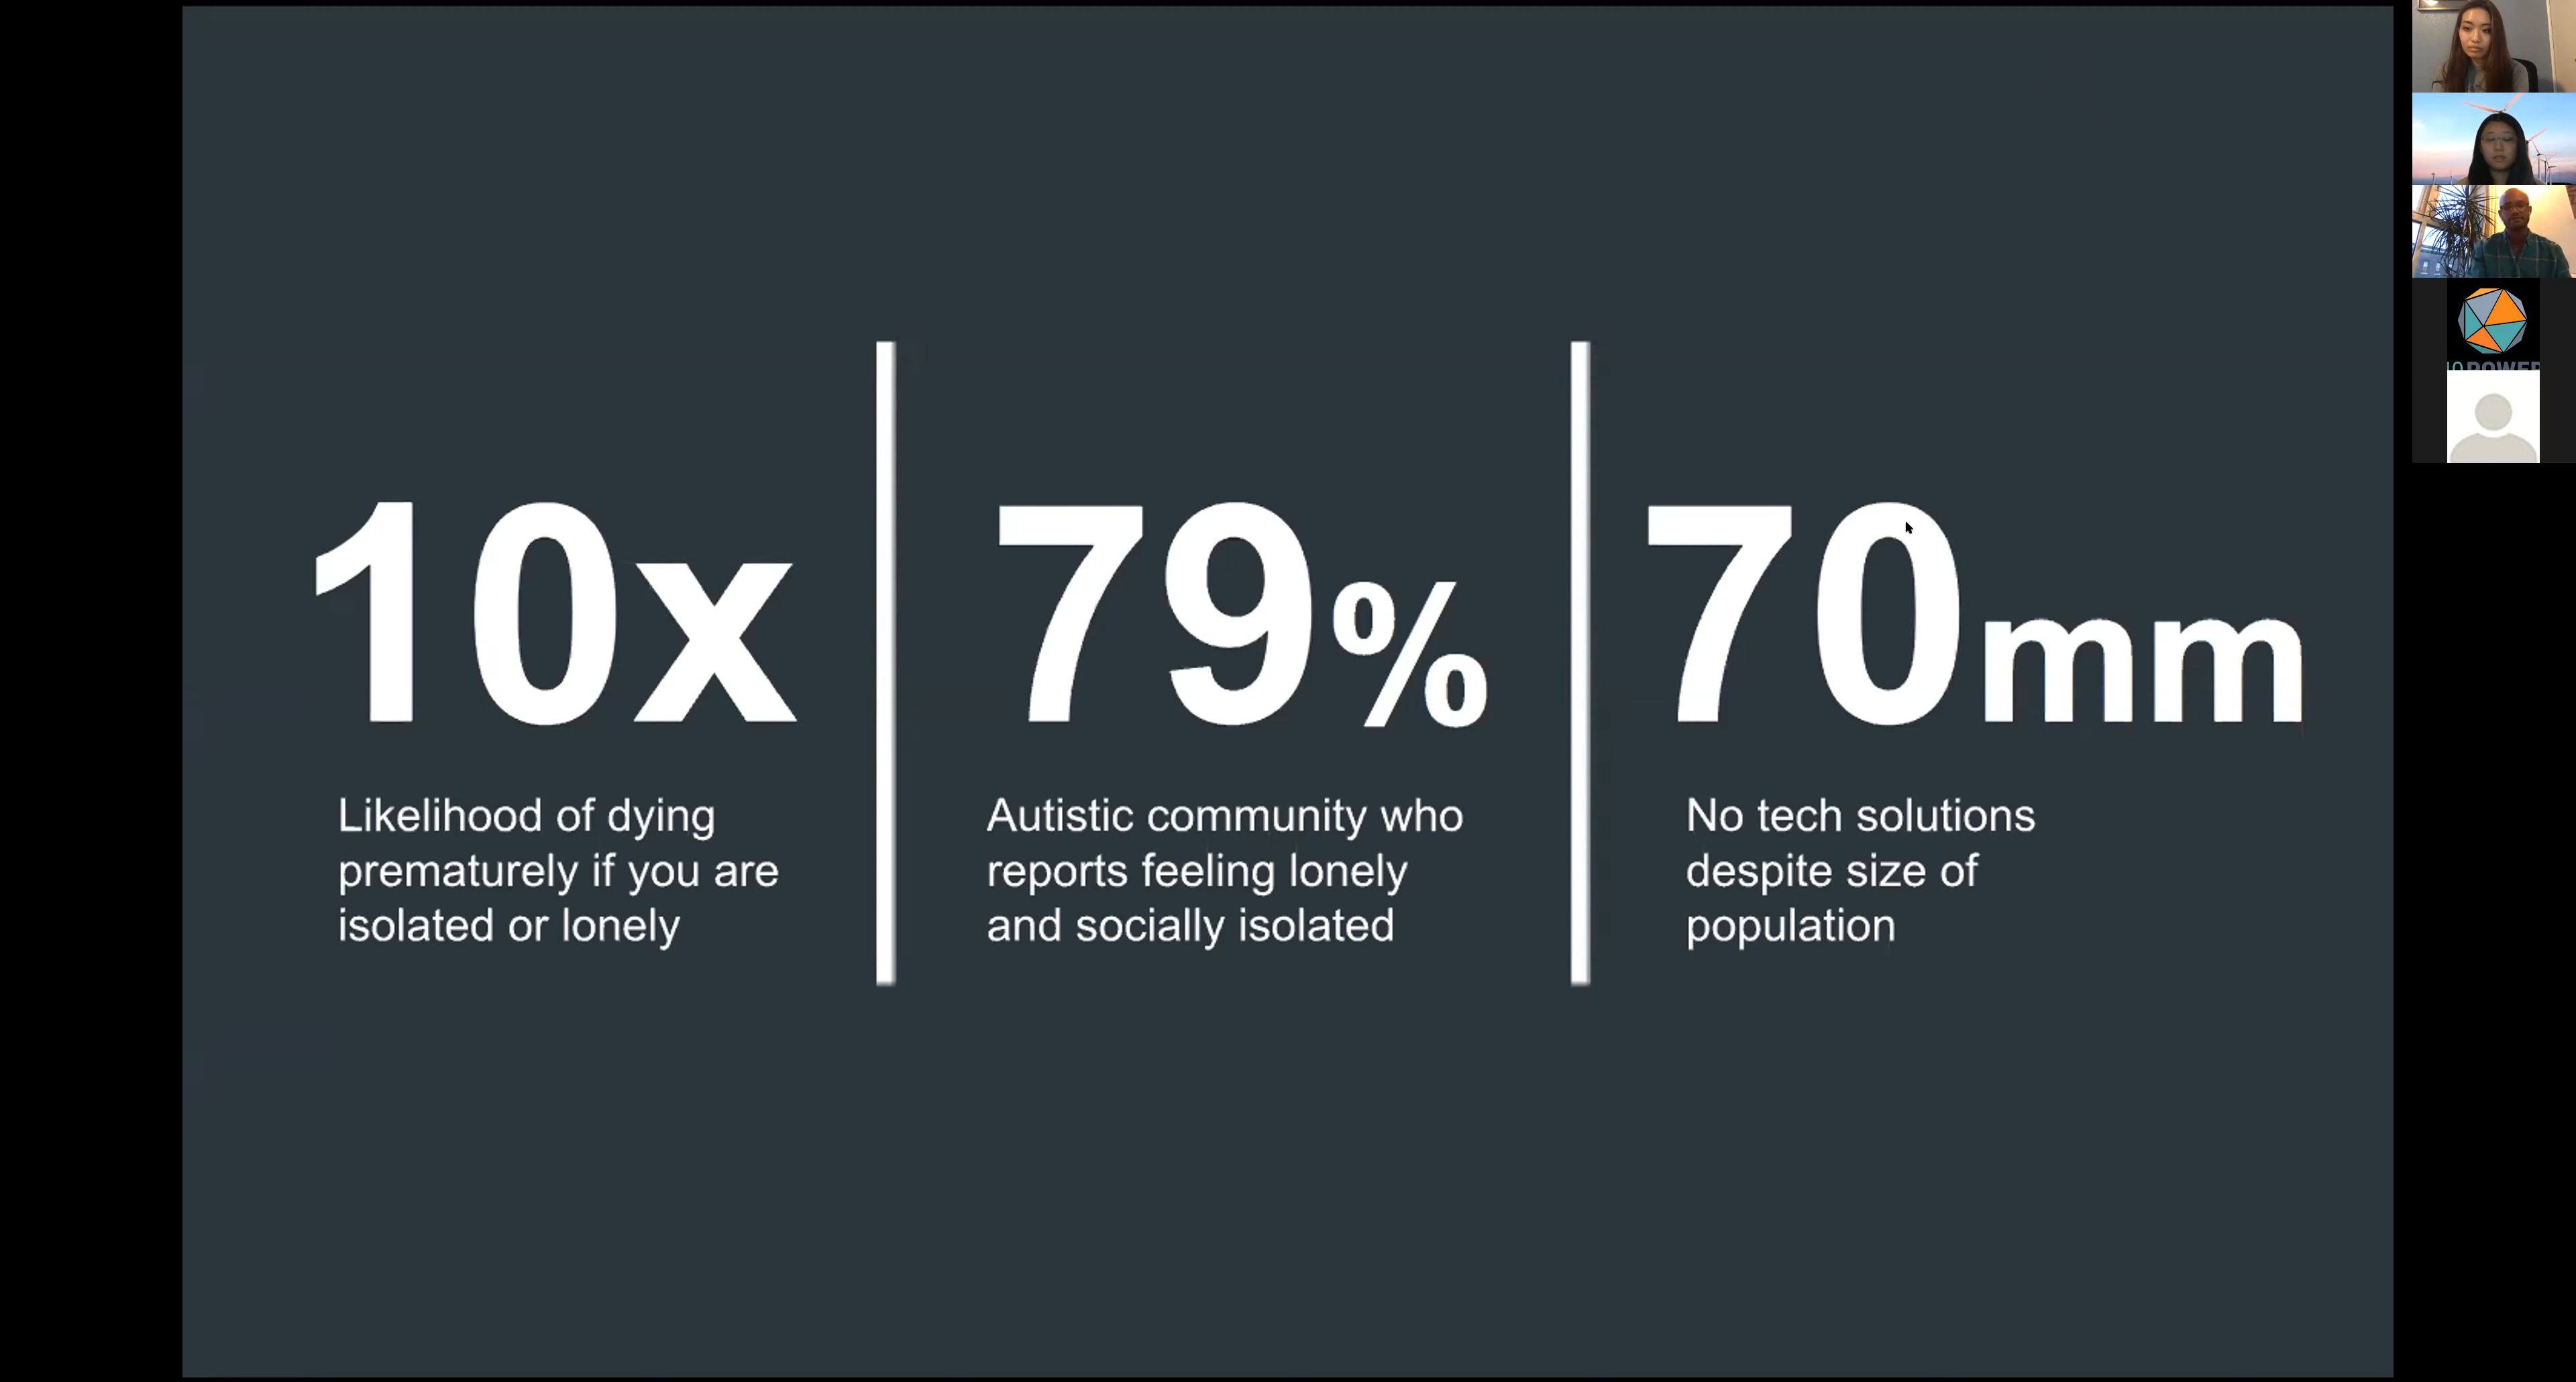 10x
Likelihood of dying
prematurely if you are
isolated or lonely
79%
Autistic community who
reports feeling lonely
and socially isolated
70mm
No tech solutions
despite size of
population
10POWER